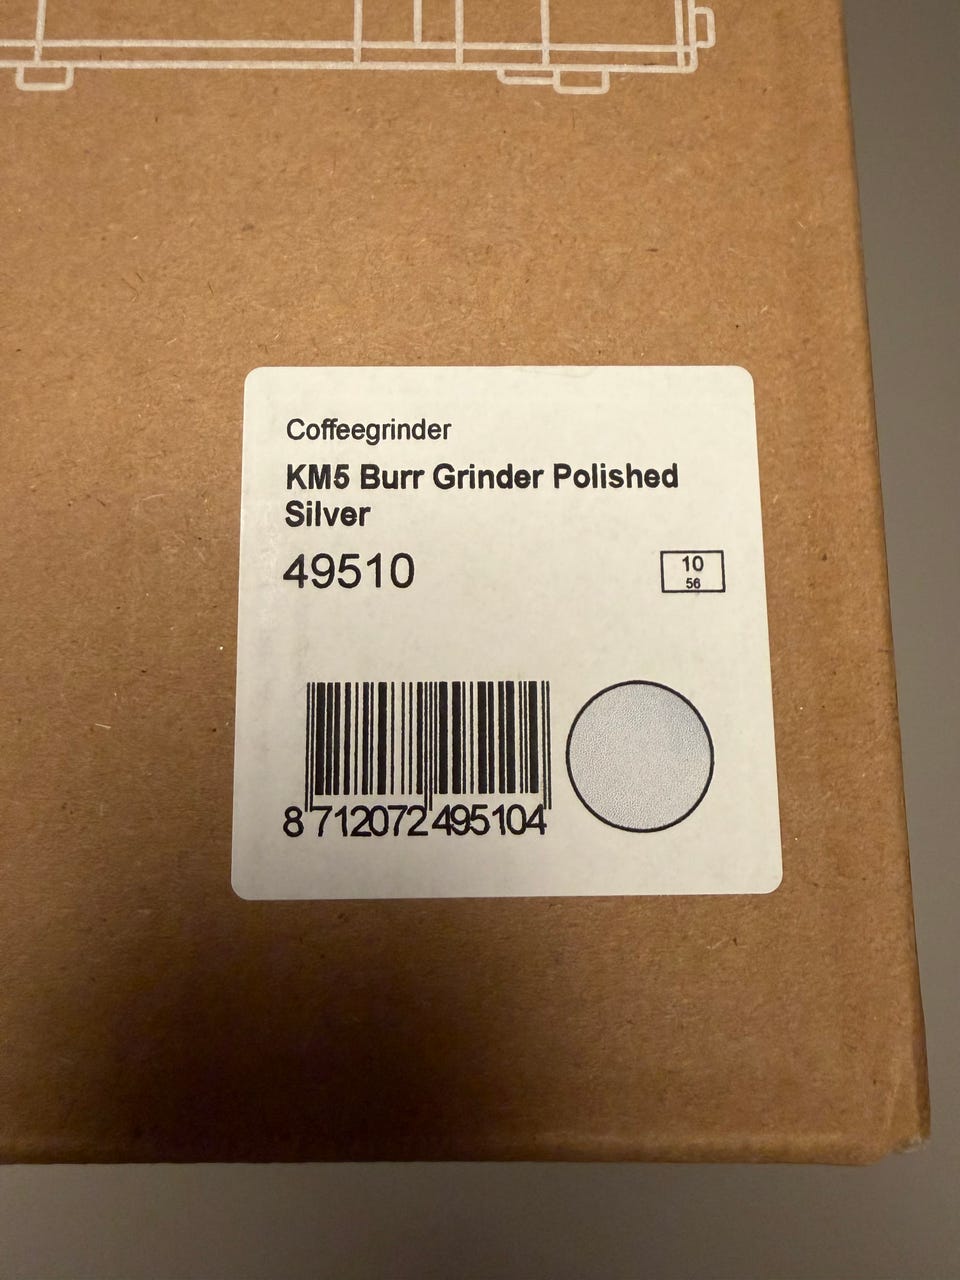 Coffeegrinder
KM5 Burr Grinder Polished
Silver
49510
10
56
8 712072 495104